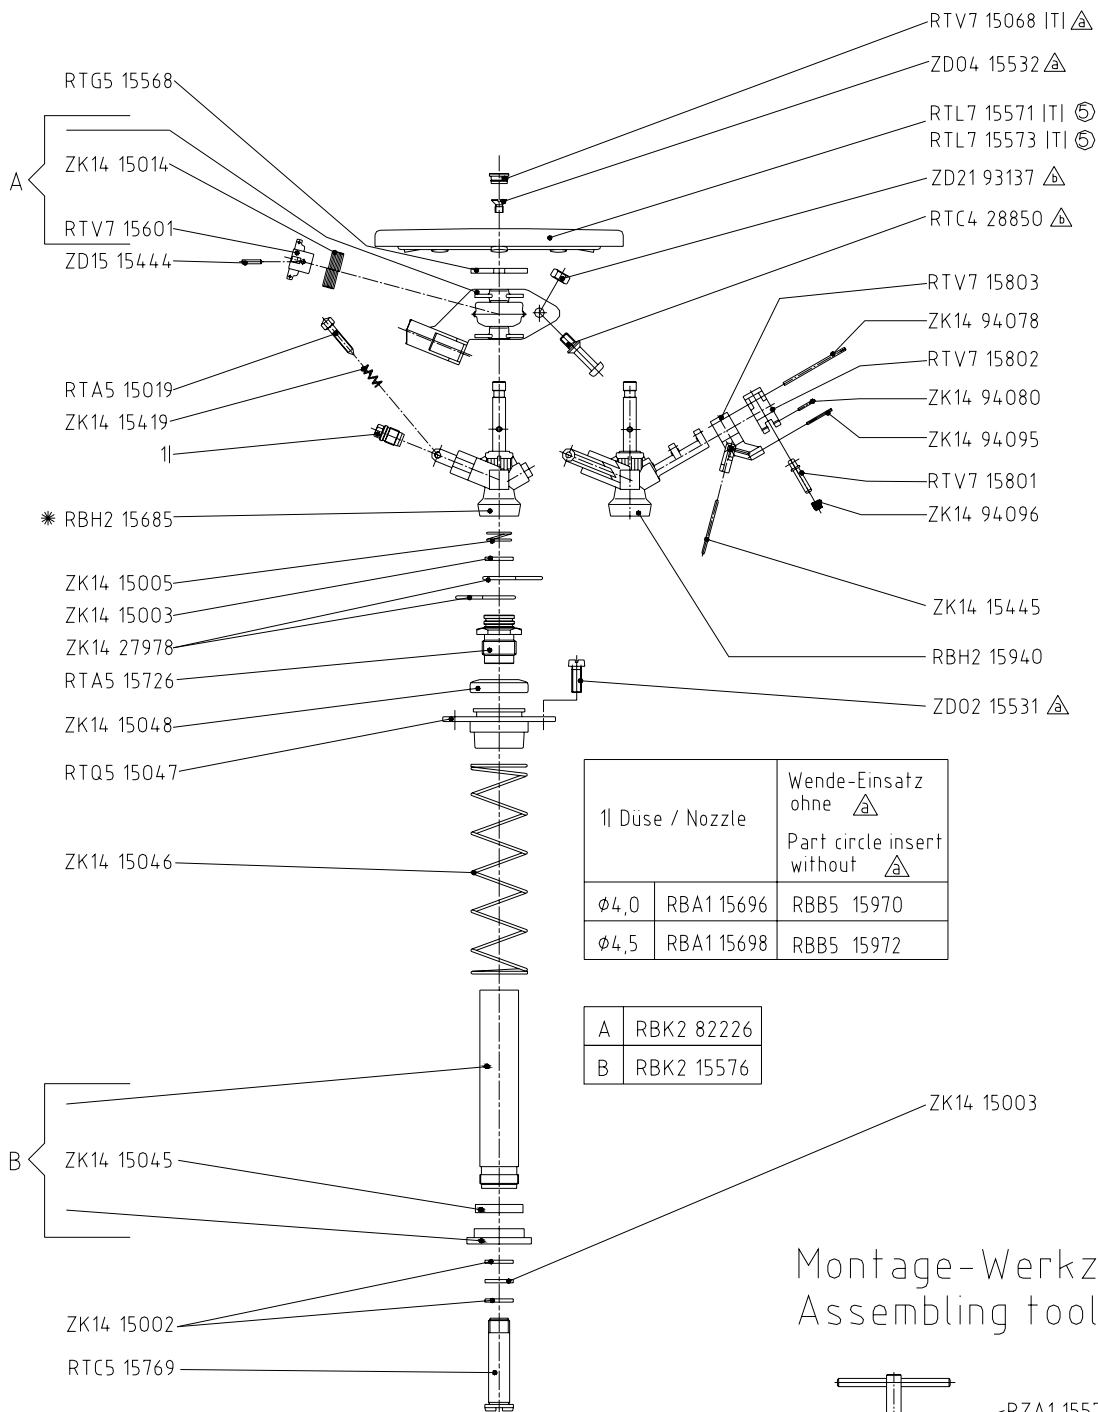 RTV7 15068 |T| a
ZD04 15532 a
RTG5 15568
RTL7 15571 |T| 5
RTL7 15573 |T| 5
A
ZK14 15014
ZD21 93137 b
RTC4 28850 b
RTV7 15601
ZD15 15444
RTV7 15803
ZK14 94078
RTV7 15802
RTA5 15019
ZK14 94080
ZK14 15419
ZK14 94095
1|
RTV7 15801
ZK14 94096
* RBH2 15685
ZK14 15005
ZK14 15003
ZK14 15445
ZK14 27978
RBH2 15940
RTA5 15726
ZD02 15531 a
ZK14 15048
RTQ5 15047
ZK14 15046
1| Düse / Nozzle
Wende-Einsatz
ohne a
Part circle insert
without a
φ4,0 RBA1 15696 RBB5 15970
φ4,5 RBA1 15698 RBB5 15972
A RBK2 82226
B RBK2 15576
ZK14 15003
B
ZK14 15045
Montage-Werkz
Assembling tool
ZK14 15002
RTC5 15769
RZA1